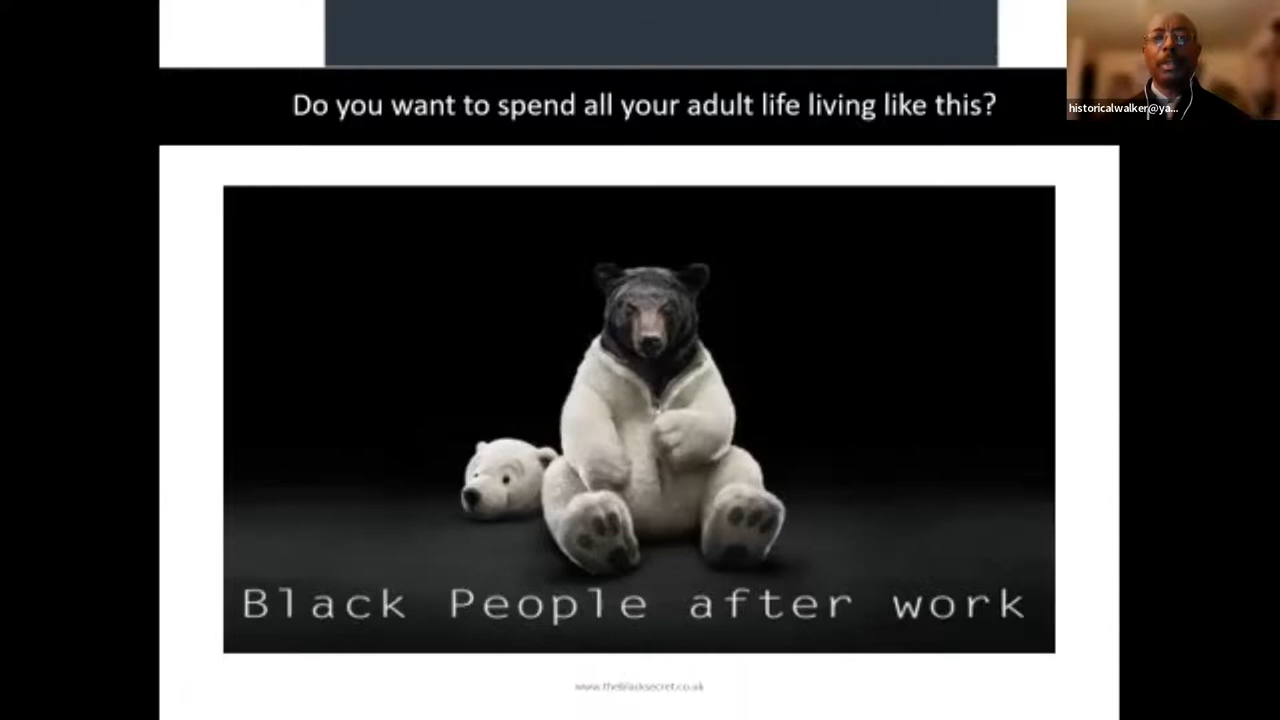 Do you want to spend all your adult life living like this?
historicalwalker@ya...
Black People after work
www.theblacksecret.co.uk